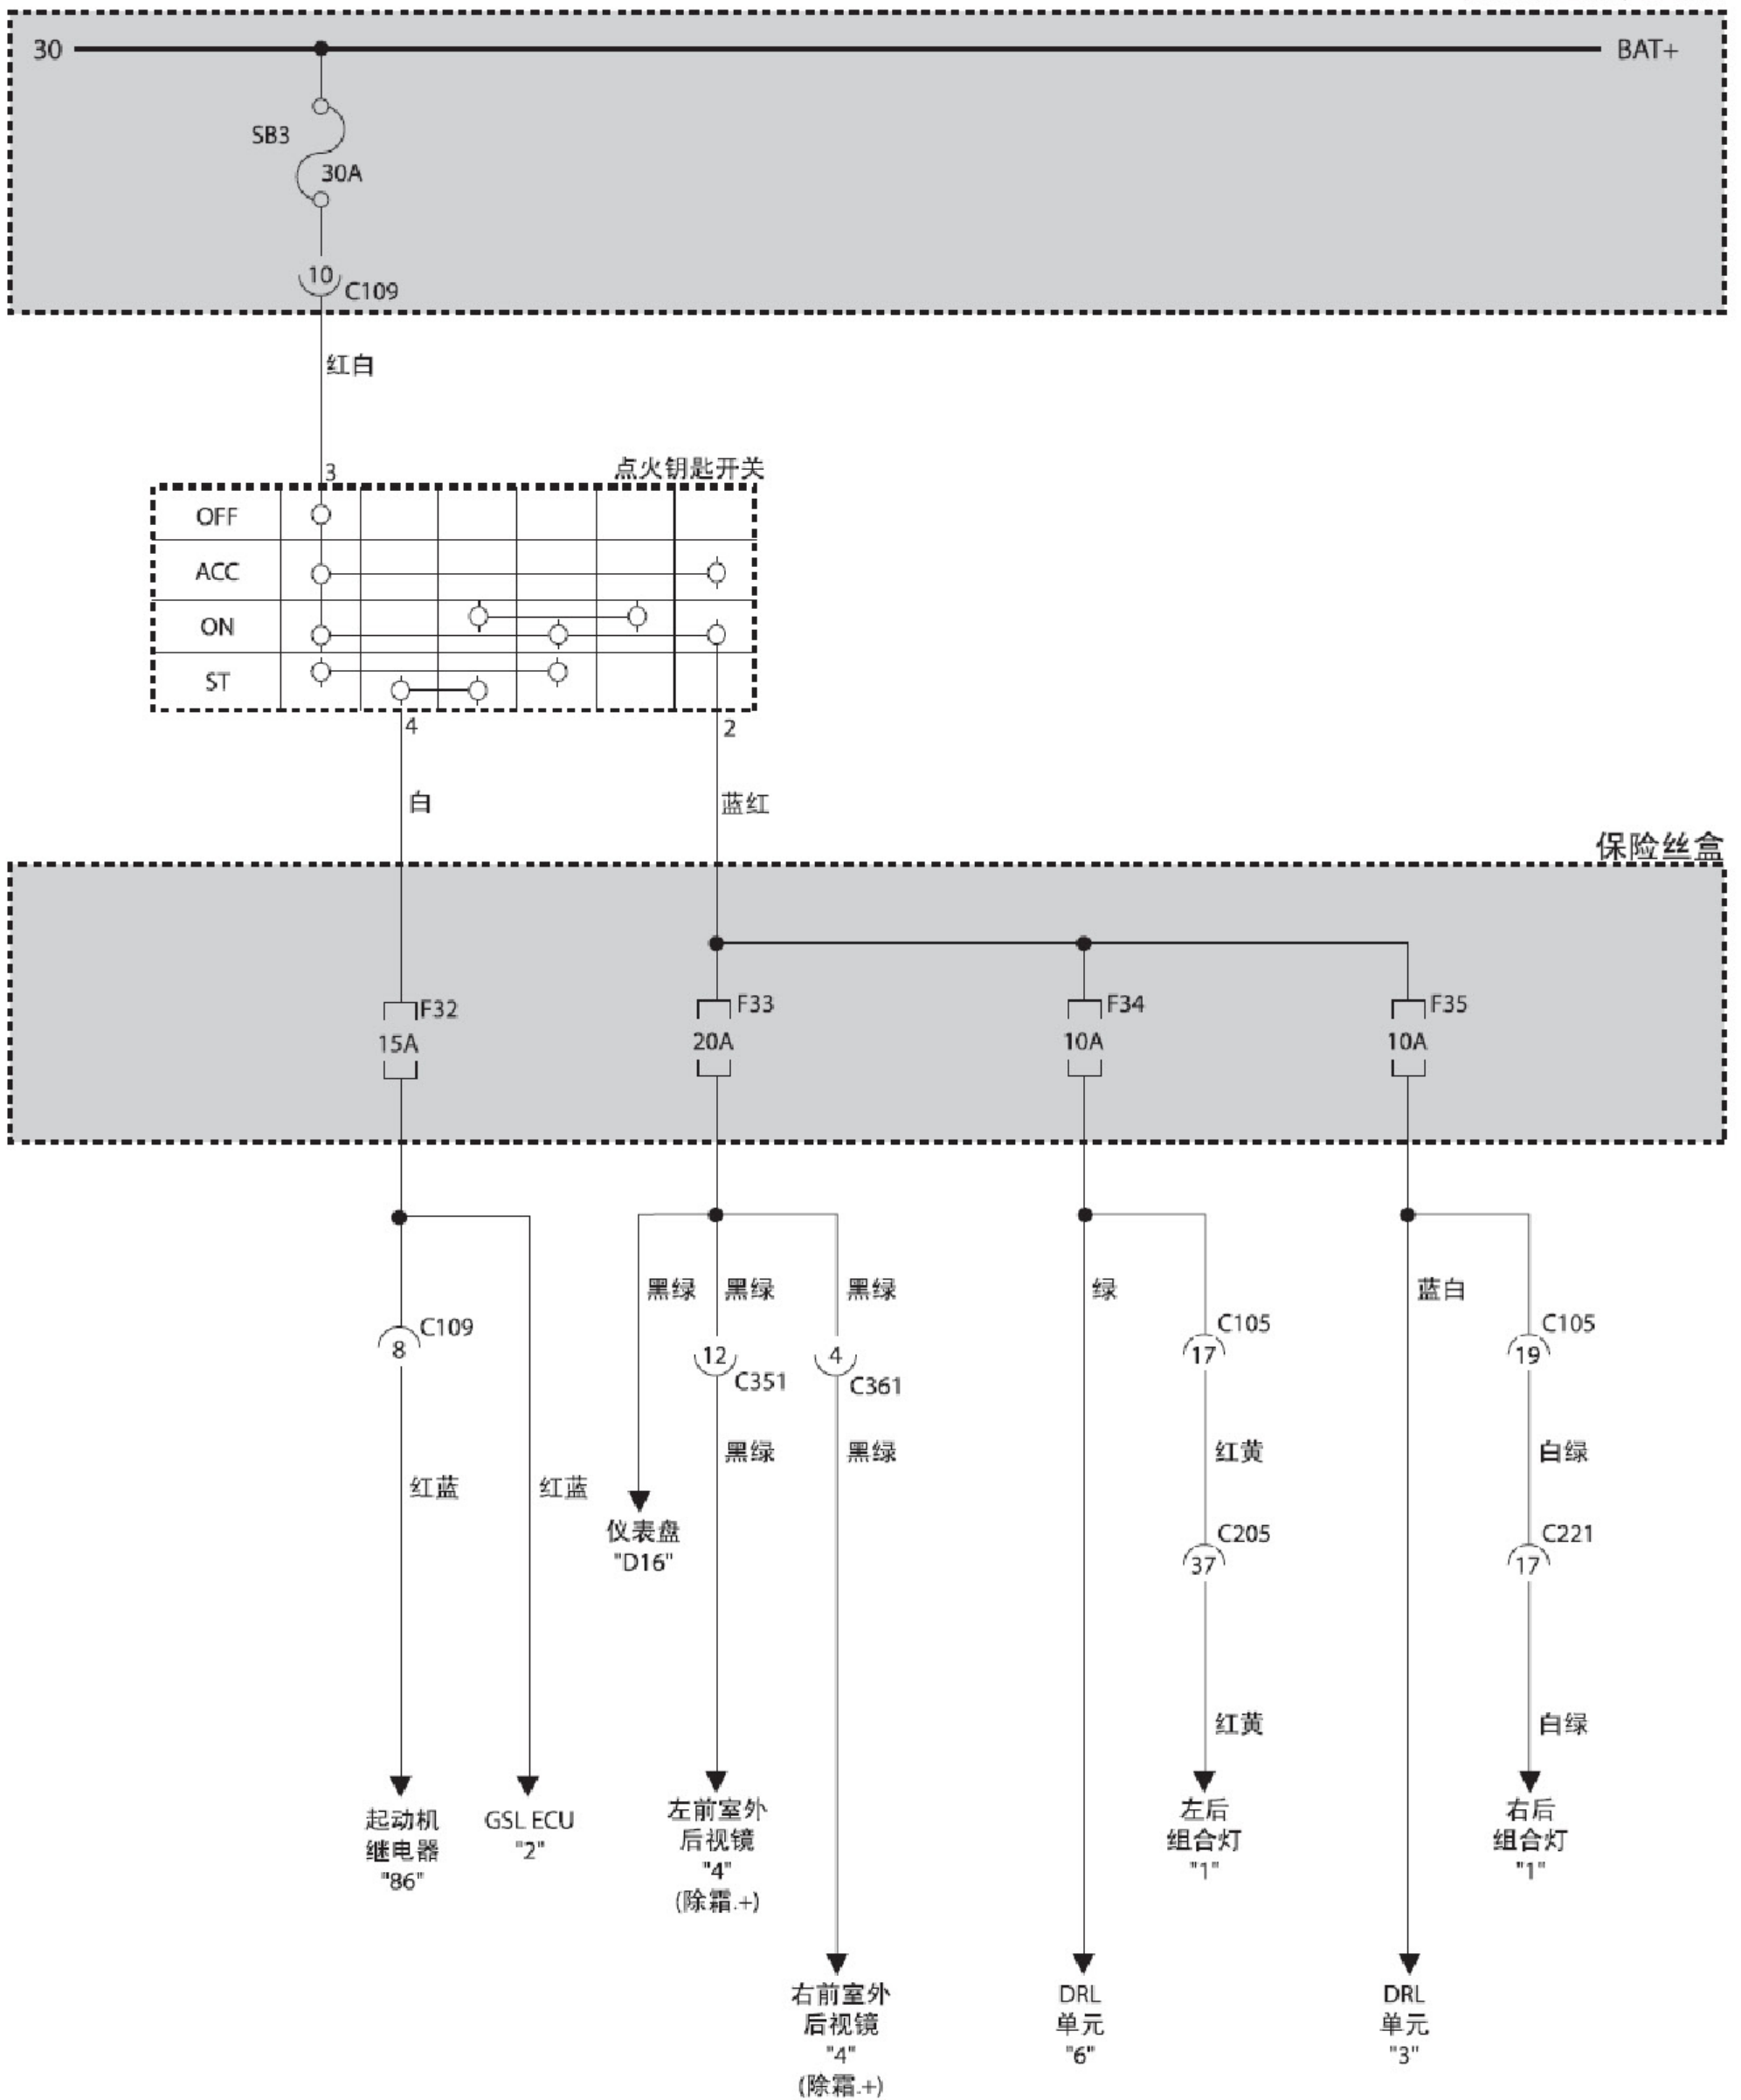 30
BAT+
SB3
30A
10
C109
红白
3
点火钥匙开关
OFF
ACC
ON
ST
4
2
白
蓝红
保险丝盒
F32
F33
F34
F35
15A
20A
10A
10A
黑绿
黑绿
黑绿
绿
蓝白
C109
8
12
C351
4
C361
C105
17
C105
19
红蓝
红蓝
黑绿
黑绿
红黄
白绿
仪表盘
"D16"
C205
37
C221
17
红黄
白绿
起动机
继电器
"86"
GSL ECU
"2"
左前室外
后视镜
"4"
(除霜.+)
左后
组合灯
"1"
右后
组合灯
"1"
右前室外
后视镜
"4"
(除霜.+)
DRL
单元
"6"
DRL
单元
"3"